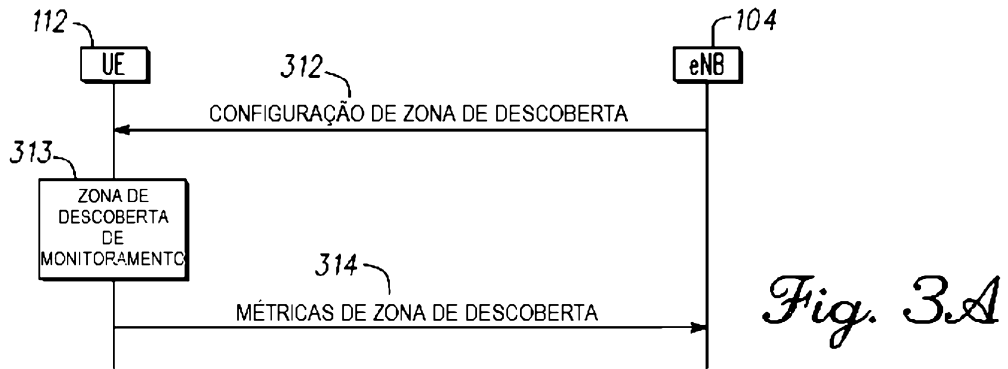 112
104
UE
eNB
312
CONFIGURAÇÃO DE ZONA DE DESCOBERTA
313
ZONA DE
DESCOBERTA
DE
MONITORAMENTO
314
MÉTRICAS DE ZONA DE DESCOBERTA
Fig. 3A